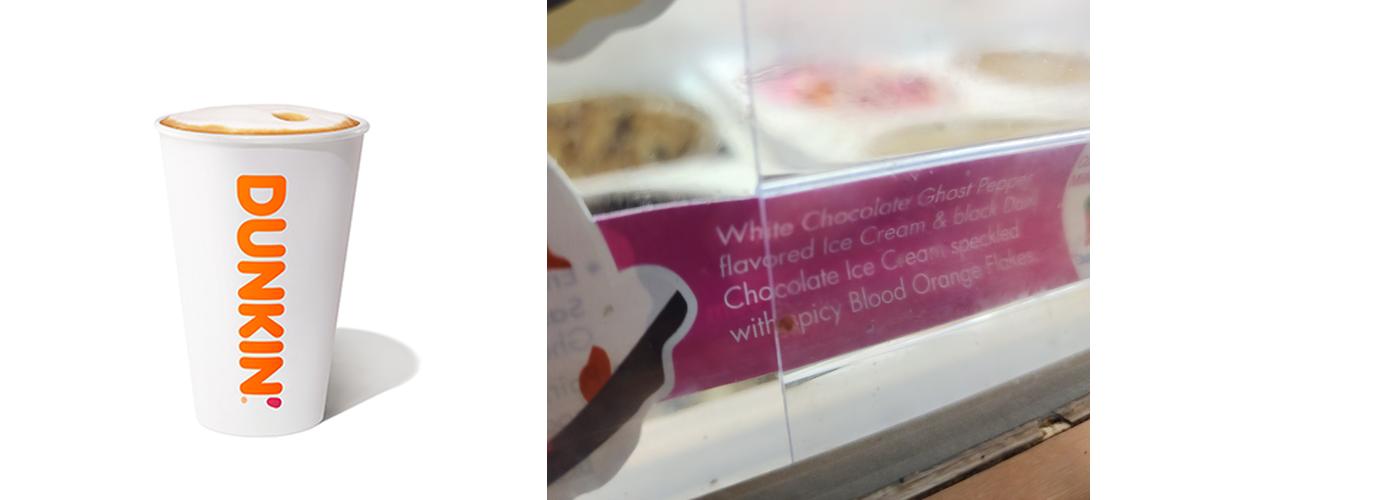 DUNKIN'
White Chocolate Ghost Pepper
flavored Ice Cream & black Dark
Chocolate Ice Cream speckled
with spicy Blood Orange Flakes